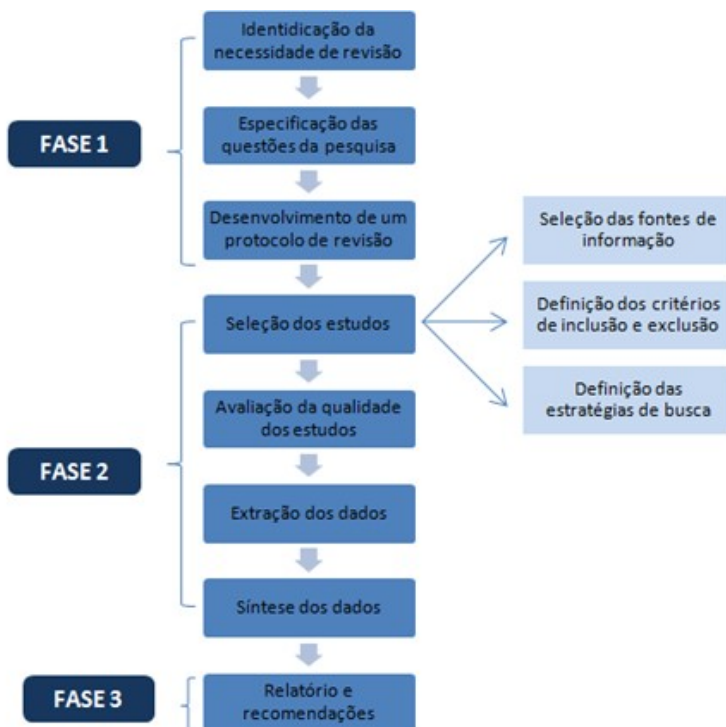 Identidicação da
necessidade de revisão
FASE 1
Especificação das
questões da pesquisa
Desenvolvimento de um
protocolo de revisão
Seleção das fontes de
informação
Seleção dos estudos
Definição dos critérios
de inclusão e exclusão
Definição das
estratégias de busca
Avaliação da qualidade
dos estudos
FASE 2
Extração dos dados
Síntese dos dados
FASE 3
Relatório e
recomendações